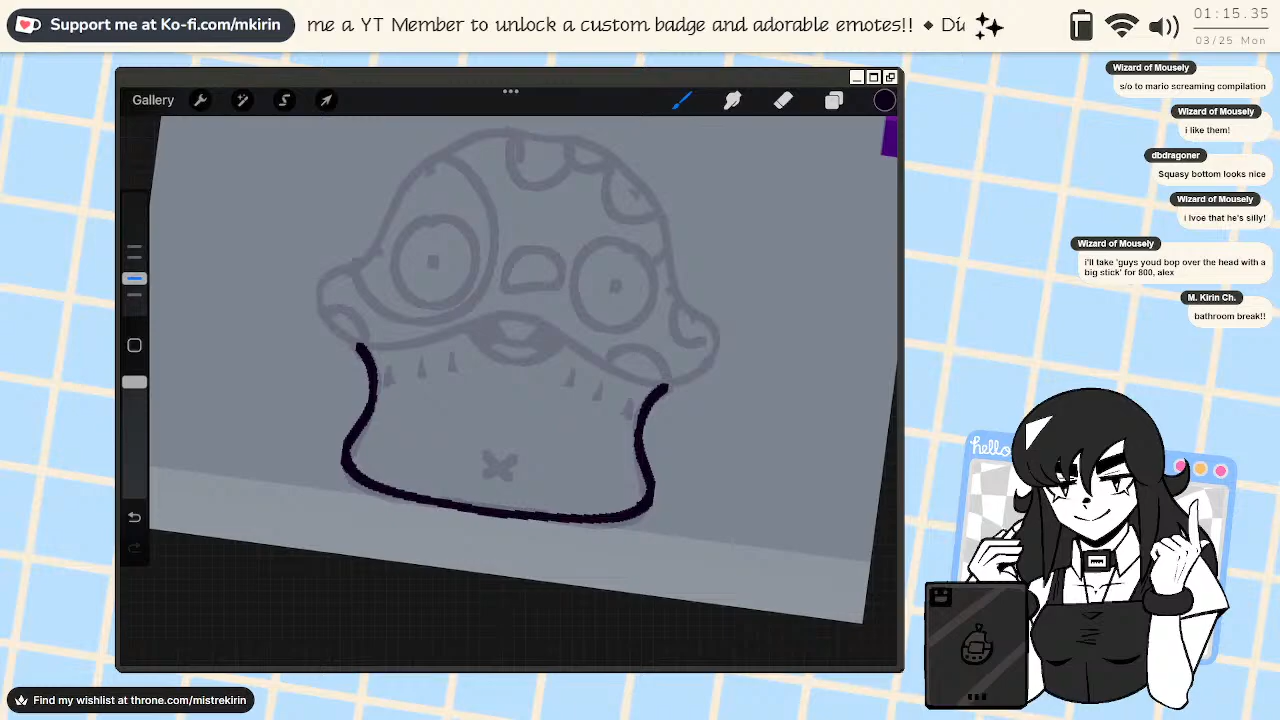 Support me at Ko-fi.com/mkirin
me a YT Member to unlock a custom badge and adorable emotes!! ◆ Di
01:15.35
03/25 Mon
Gallery
Wizard of Mousely
s/o to mario screaming compilation
Wizard of Mousely
i like them!
dbdragoner
Squasy bottom looks nice
Wizard of Mousely
i lvoe that he's silly!
Wizard of Mousely
i'll take 'guys youd bop over the head with a
big stick' for 800, alex
M. Kirin Ch.
bathroom break!!
hello
Find my wishlist at throne.com/mistrekirin